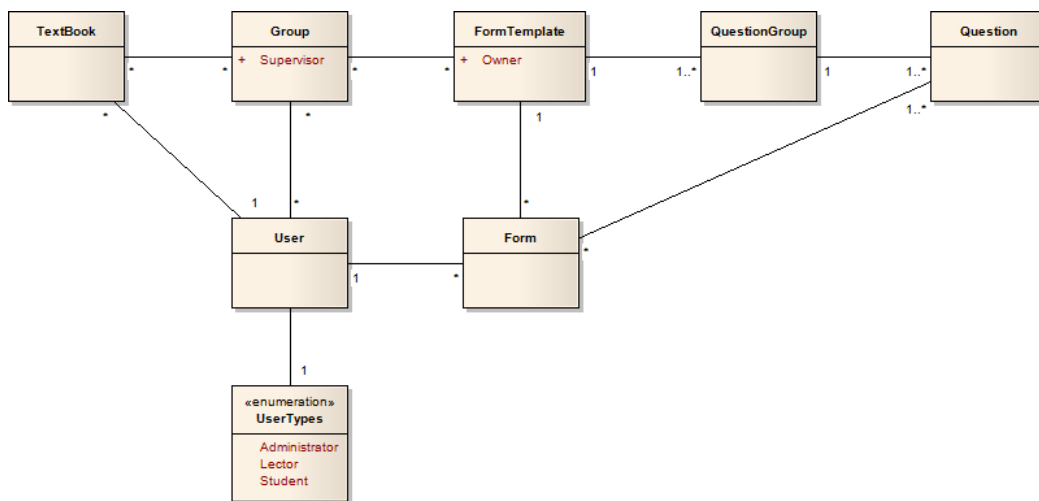 TextBook
Group
FormTemplate
QuestionGroup
Question
+ Supervisor
+ Owner
* * * * 1 1..* 1 1..*
* * 1 1..*
1 * * *
User
Form
1 *
1
«enumeration»
UserTypes
Administrator
Lector
Student